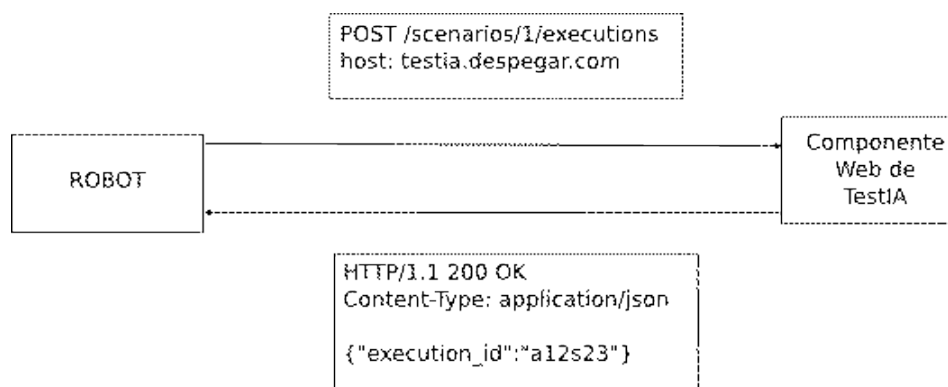 POST /scenarios/1/executions
host: testia.despegar.com
ROBOT
Componente
Web de
TestIA
HTTP/1.1 200 OK
Content-Type: application/json
{"execution_id":"a12s23"}